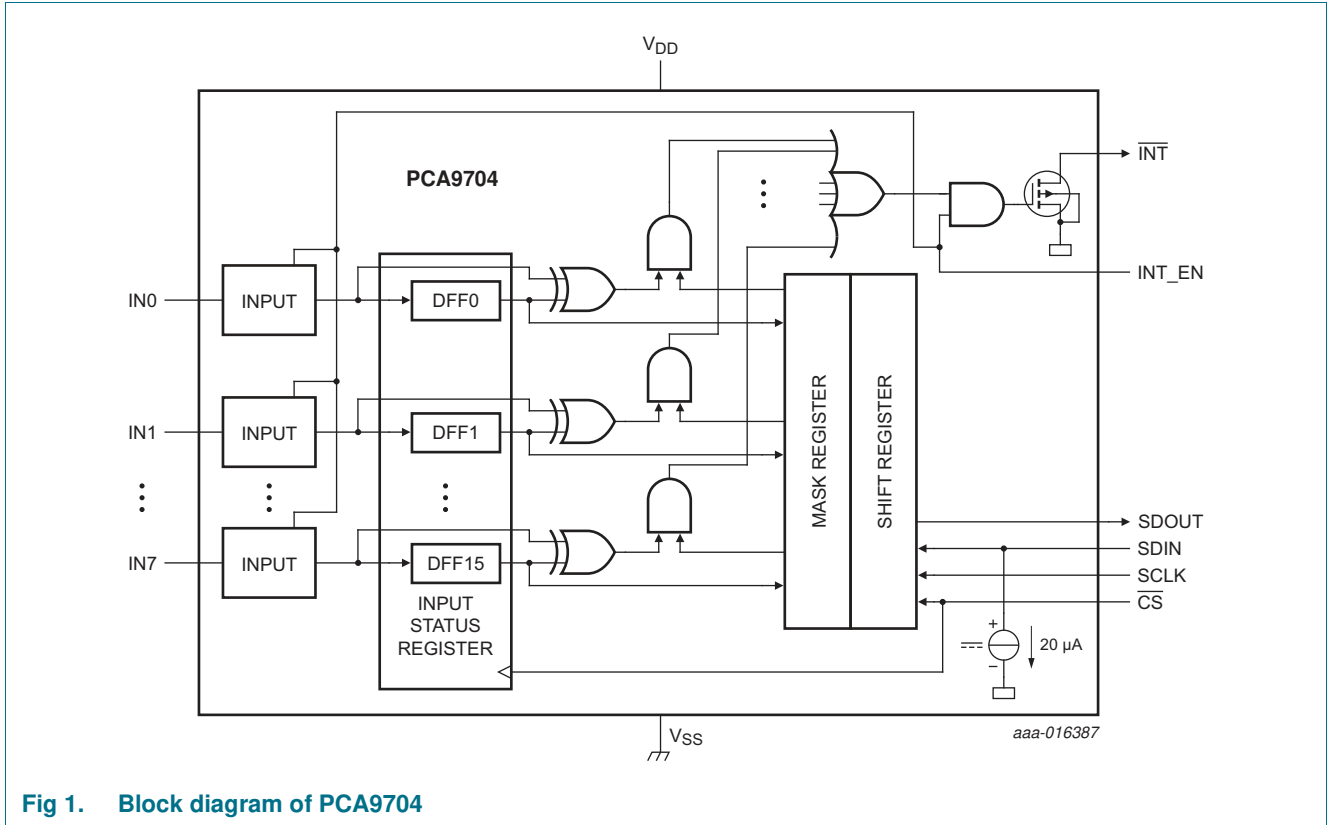 VDD
PCA9704
INT
INT_EN
IN0
INPUT
DFF0
IN1
INPUT
DFF1
IN7
INPUT
DFF15
INPUT
STATUS
REGISTER
MASK REGISTER
SHIFT REGISTER
SDOUT
SDIN
SCLK
CS
+
20 µA
−
VSS
aaa-016387
Fig 1. Block diagram of PCA9704